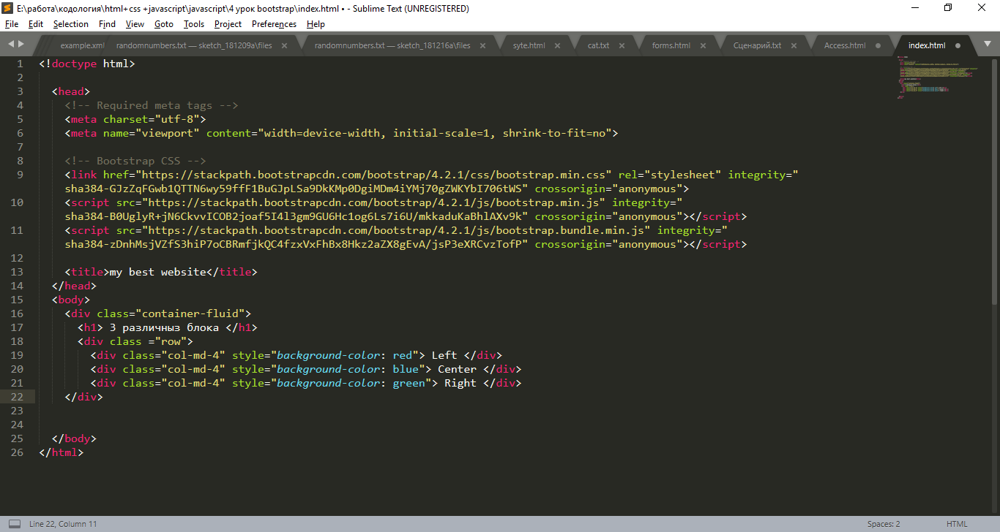 E:\работа\кодология\html+css +javascript\javascript\4 урок bootstrap\index.html • - Sublime Text (UNREGISTERED)
File Edit Selection Find View Goto Tools Project Preferences Help
example.xml randomnumbers.txt — sketch_181209a\files randomnumbers.txt — sketch_181216a\files syte.html cat.txt forms.html Сценарий.txt Access.html index.html
1 <!doctype html>
2
3 <head>
4 <!-- Required meta tags -->
5 <meta charset="utf-8">
6 <meta name="viewport" content="width=device-width, initial-scale=1, shrink-to-fit=no">
7
8 <!-- Bootstrap CSS -->
9 <link href="https://stackpath.bootstrapcdn.com/bootstrap/4.2.1/css/bootstrap.min.css" rel="stylesheet" integrity="
sha384-GJzZqFGwb1QTTN6wy59ffF1BuGJpLSa9DkKMp0DgiMDm4iYMj70gZWKYbI706tWS" crossorigin="anonymous">
10 <script src="https://stackpath.bootstrapcdn.com/bootstrap/4.2.1/js/bootstrap.min.js" integrity="
sha384-B0UglyR+jN6CkvvICOB2joaf5I4l3gm9GU6Hc1og6Ls7i6U/mkkaduKaBhlAXv9k" crossorigin="anonymous"></script>
11 <script src="https://stackpath.bootstrapcdn.com/bootstrap/4.2.1/js/bootstrap.bundle.min.js" integrity="
sha384-zDnhMsjVZfS3hiP7oCBRmfjkQC4fzxVxFhBx8Hkz2aZX8gEvA/jsP3eXRCvzTofP" crossorigin="anonymous"></script>
12
13 <title>my best website</title>
14 </head>
15 <body>
16 <div class="container-fluid">
17 <h1> 3 различныз блока </h1>
18 <div class ="row">
19 <div class="col-md-4" style="background-color: red"> Left </div>
20 <div class="col-md-4" style="background-color: blue"> Center </div>
21 <div class="col-md-4" style="background-color: green"> Right </div>
22 </div>
23
24
25 </body>
26 </html>
Line 22, Column 11 Spaces: 2 HTML